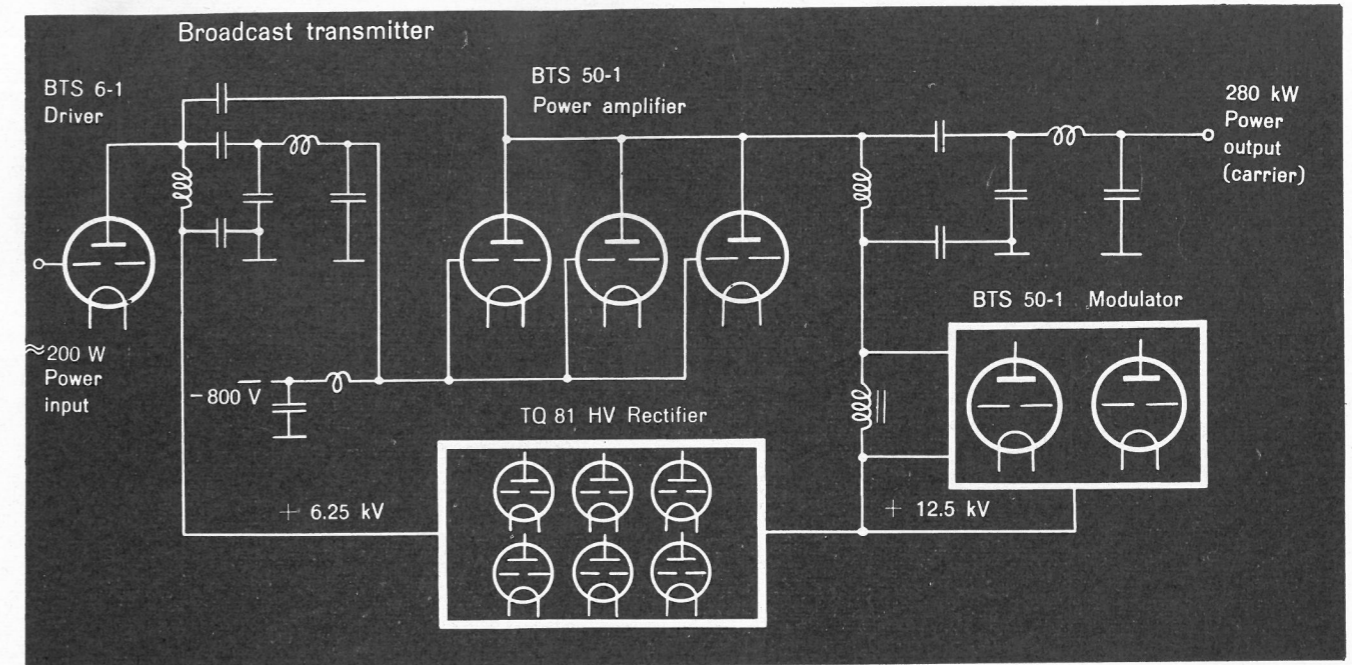 Broadcast transmitter
BTS 6-1
Driver
BTS 50-1
Power amplifier
280 kW
Power
output
(carrier)
≈200 W
Power
input
BTS 50-1 Modulator
−800 V
TQ 81 HV Rectifier
+ 6.25 kV
+ 12.5 kV